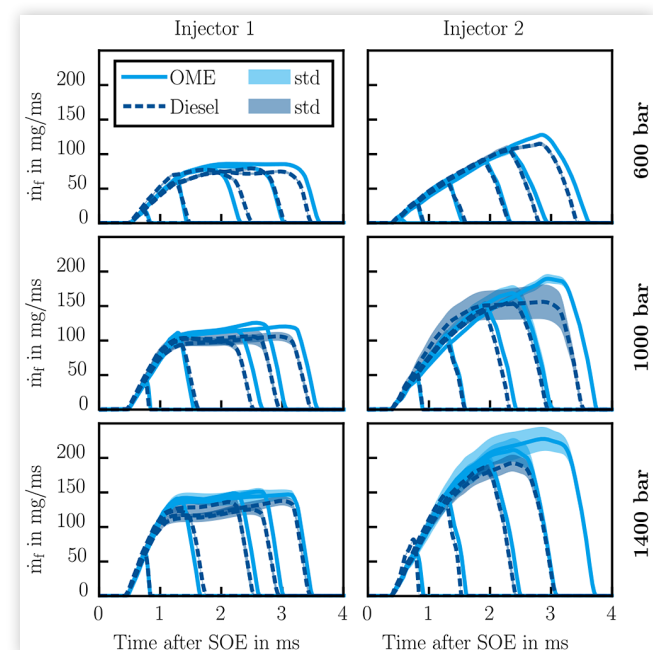 Injector 1 Injector 2
OME std
Diesel std
ṁf in mg/ms
200
150
100
50
0
600 bar
ṁf in mg/ms
200
150
100
50
0
1000 bar
ṁf in mg/ms
200
150
100
50
0
1400 bar
0 1 2 3 4 0 1 2 3 4
Time after SOE in ms Time after SOE in ms